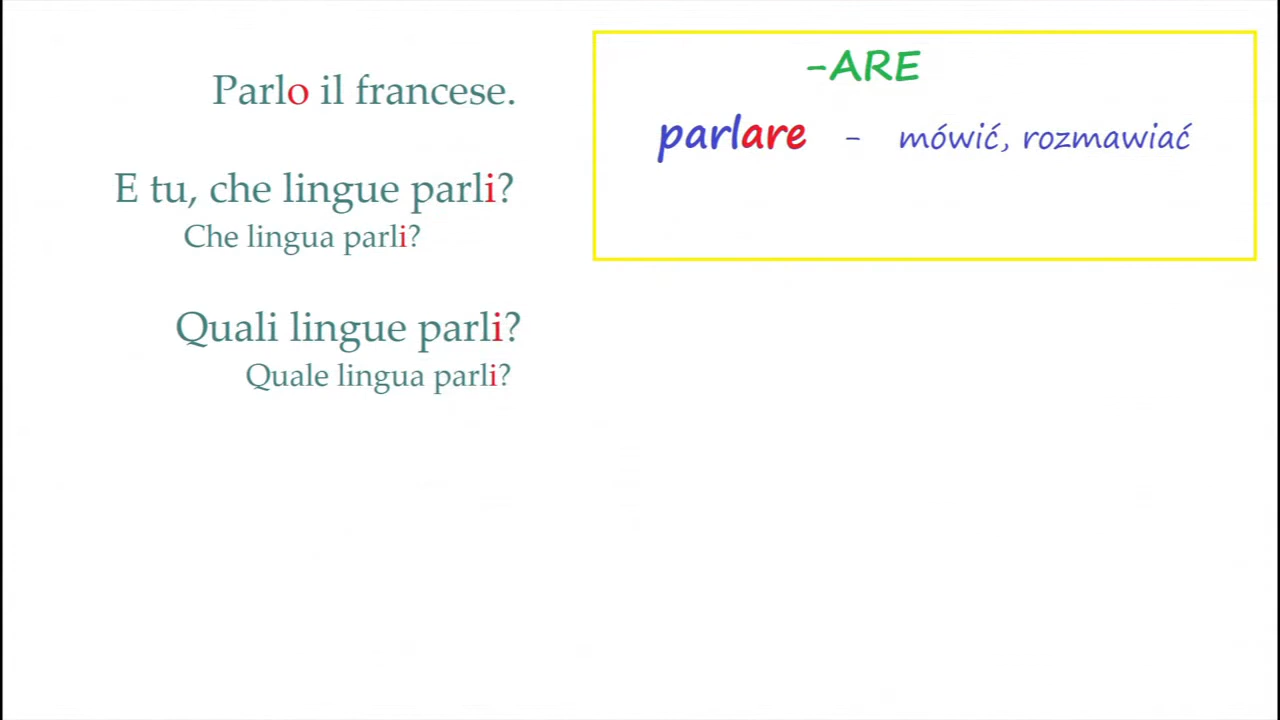 Parlo il francese.
E tu, che lingue parli?
Che lingua parli?
Quali lingue parli?
Quale lingua parli?
-ARE
parlare - mówić, rozmawiać